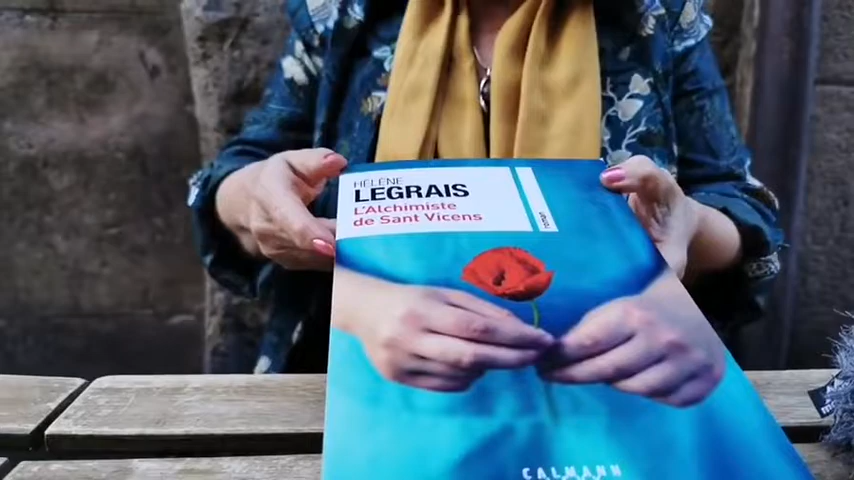 HÉLÈNE
LEGRAIS
L'Alchimiste
de Sant Vicens
roman
CALMANN